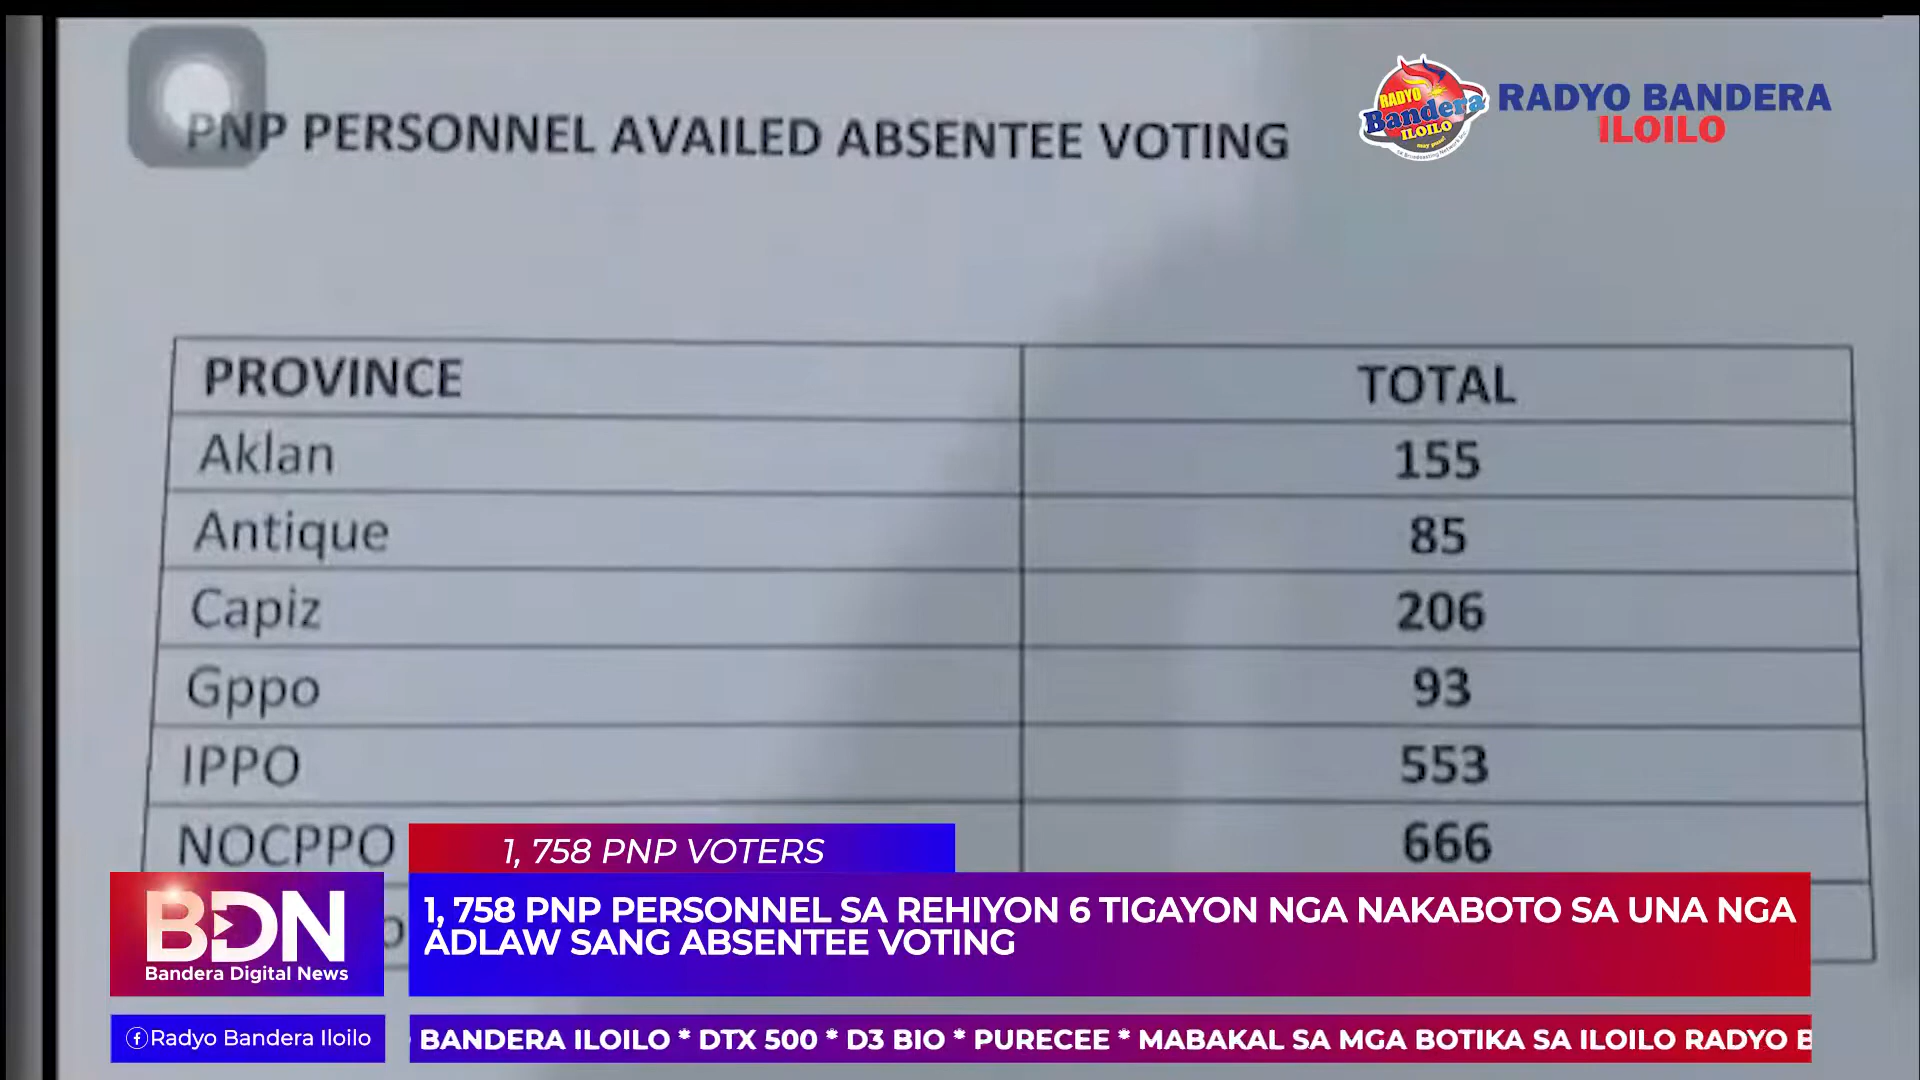 PNP PERSONNEL AVAILED ABSENTEE VOTING
RADYO
Bandera
ILOILO
RADYO BANDERA
ILOILO
PROVINCE TOTAL
Aklan 155
Antique 85
Capiz 206
Gppo 93
IPPO 553
NOCPPO 666
1, 758 PNP VOTERS
BDN
Bandera Digital News
1, 758 PNP PERSONNEL SA REHIYON 6 TIGAYON NGA NAKABOTO SA UNA NGA
ADLAW SANG ABSENTEE VOTING
Radyo Bandera Iloilo
BANDERA ILOILO * DTX 500 * D3 BIO * PURECEE * MABAKAL SA MGA BOTIKA SA ILOILO RADYO